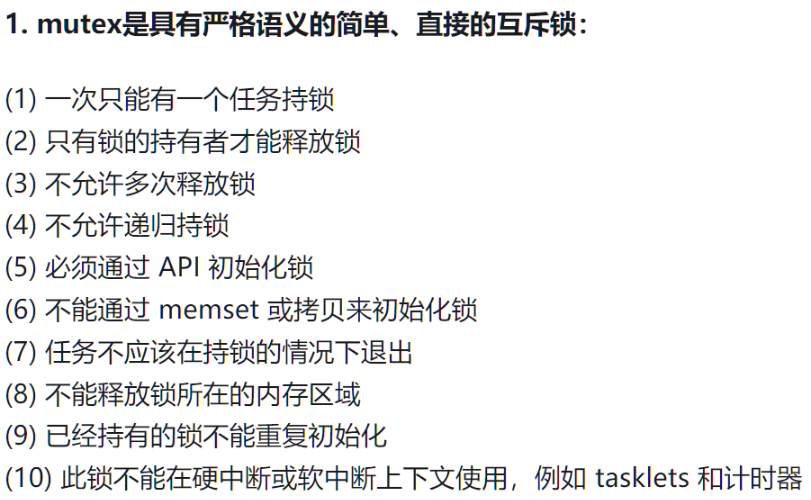 1. mutex是具有严格语义的简单、直接的互斥锁：
(1) 一次只能有一个任务持锁
(2) 只有锁的持有者才能释放锁
(3) 不允许多次释放锁
(4) 不允许递归持锁
(5) 必须通过 API 初始化锁
(6) 不能通过 memset 或拷贝来初始化锁
(7) 任务不应该在持锁的情况下退出
(8) 不能释放锁所在的内存区域
(9) 已经持有的锁不能重复初始化
(10) 此锁不能在硬中断或软中断上下文使用，例如 tasklets 和计时器